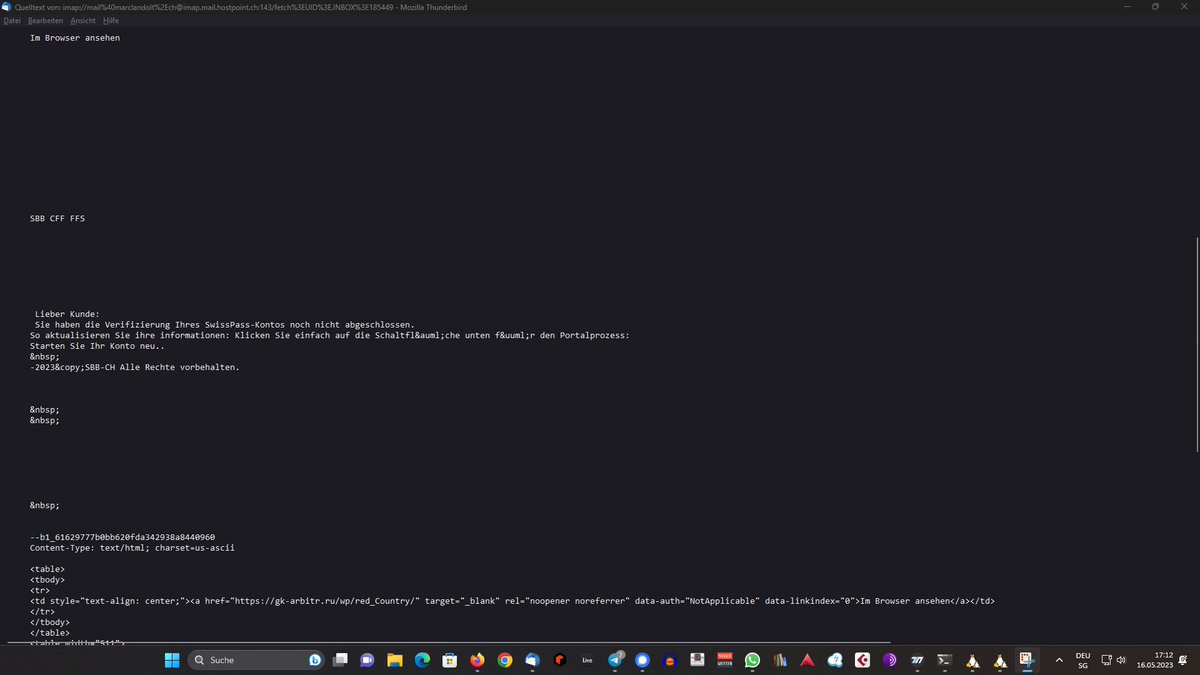 Quelltext von: imap://mail%40marclandolt%2Ech@imap.mail.hostpoint.ch:143/fetch%3EUID%3E.INBOX%3E185449 - Mozilla Thunderbird
Datei Bearbeiten Ansicht Hilfe
Im Browser ansehen
SBB CFF FFS
Lieber Kunde:
Sie haben die Verifizierung Ihres SwissPass-Kontos noch nicht abgeschlossen.
So aktualisieren Sie ihre informationen: Klicken Sie einfach auf die Schaltfl&auml;che unten f&uuml;r den Portalprozess:
Starten Sie Ihr Konto neu..
&nbsp;
-2023&copy;SBB-CH Alle Rechte vorbehalten.
&nbsp;
&nbsp;
&nbsp;
--b1_61629777b0bb620fda342938a8440960
Content-Type: text/html; charset=us-ascii
<table>
<tbody>
<tr>
<td style="text-align: center;"><a href="https://gk-arbitr.ru/wp/red_Country/" target="_blank" rel="noopener noreferrer" data-auth="NotApplicable" data-linkindex="0">Im Browser ansehen</a></td>
</tr>
</tbody>
</table>
<table width="511">
Suche
Live
7
DEU
SG
17:12
16.05.2023